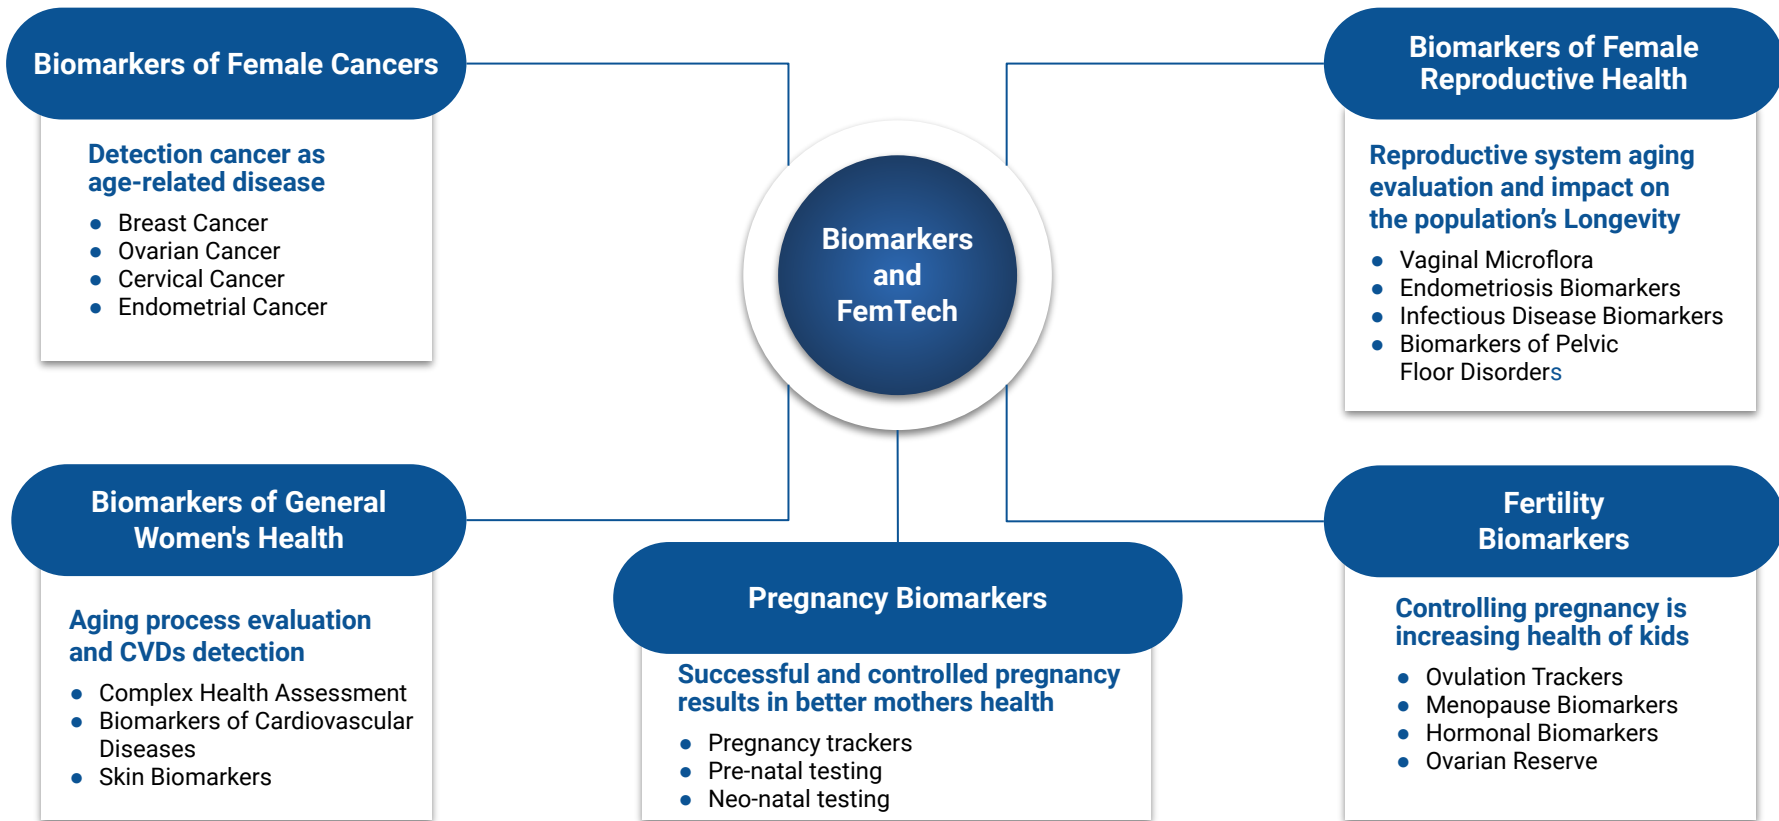 Biomarkers of Female Cancers
Detection cancer as
age-related disease
● Breast Cancer
● Ovarian Cancer
● Cervical Cancer
● Endometrial Cancer
Biomarkers
and
FemTech
Biomarkers of Female
Reproductive Health
Reproductive system aging
evaluation and impact on
the population’s Longevity
● Vaginal Microflora
● Endometriosis Biomarkers
● Infectious Disease Biomarkers
● Biomarkers of Pelvic
Floor Disorders
Biomarkers of General
Women's Health
Aging process evaluation
and CVDs detection
● Complex Health Assessment
● Biomarkers of Cardiovascular
Diseases
● Skin Biomarkers
Pregnancy Biomarkers
Successful and controlled pregnancy
results in better mothers health
● Pregnancy trackers
● Pre-natal testing
● Neo-natal testing
Fertility
Biomarkers
Controlling pregnancy is
increasing health of kids
● Ovulation Trackers
● Menopause Biomarkers
● Hormonal Biomarkers
● Ovarian Reserve